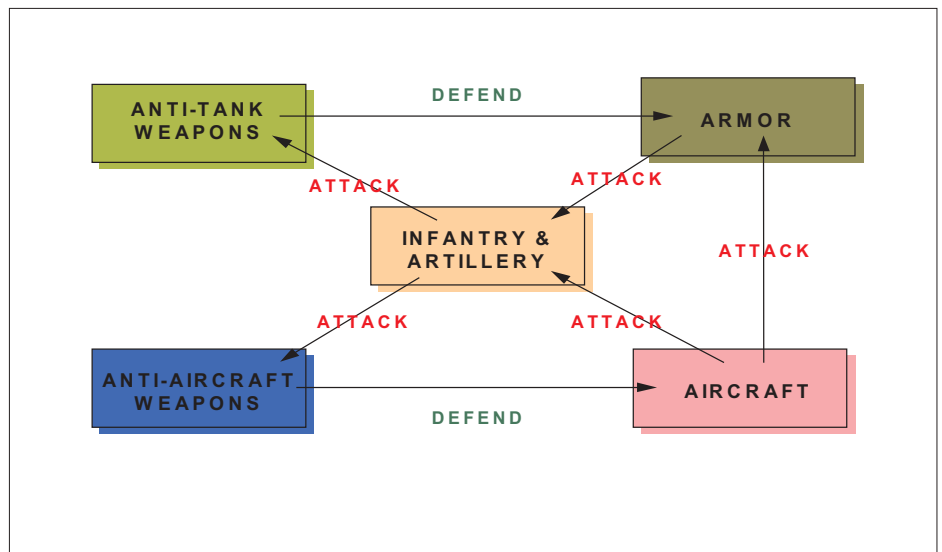 DEFEND
ANTI-TANK
WEAPONS
ARMOR
ATTACK
ATTACK
INFANTRY &
ARTILLERY
ATTACK
ATTACK
ATTACK
ANTI-AIRCRAFT
WEAPONS
AIRCRAFT
DEFEND